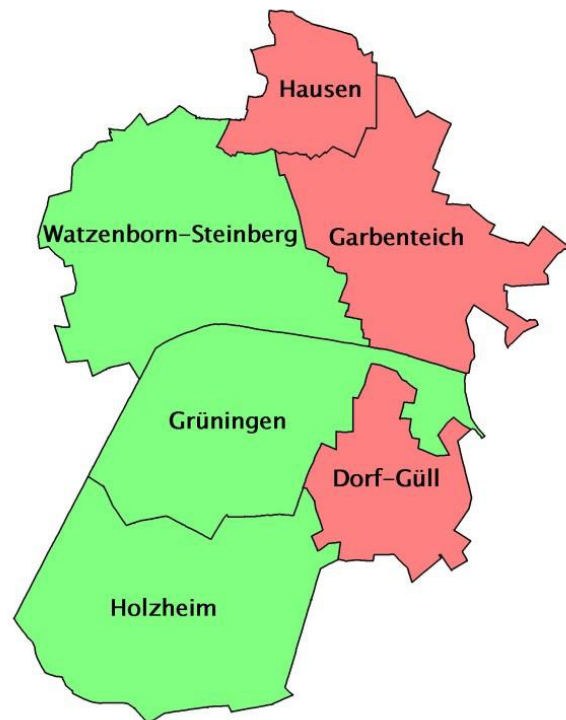 Hausen
Watzenborn-Steinberg
Garbenteich
Grüningen
Dorf-Güll
Holzheim